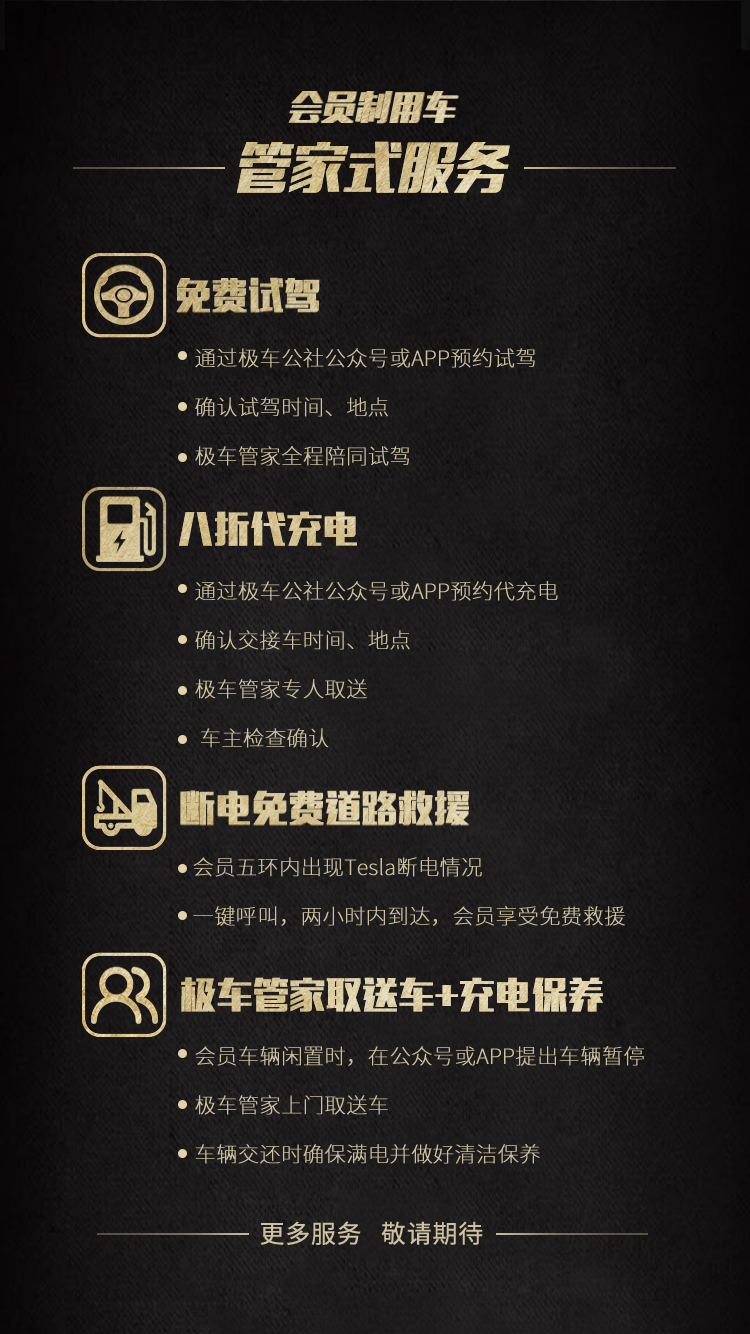 会员制用车
管家式服务
免费试驾
通过极车公社公众号或APP预约试驾
确认试驾时间、地点
极车管家全程陪同试驾
八折代充电
通过极车公社公众号或APP预约代充电
确认交接车时间、地点
极车管家专人取送
车主检查确认
断电免费道路救援
会员五环内出现Tesla断电情况
一键呼叫，两小时内到达，会员享受免费救援
极车管家取送车+充电保养
会员车辆闲置时，在公众号或APP提出车辆暂停
极车管家上门取送车
车辆交还时确保满电并做好清洁保养
更多服务 敬请期待